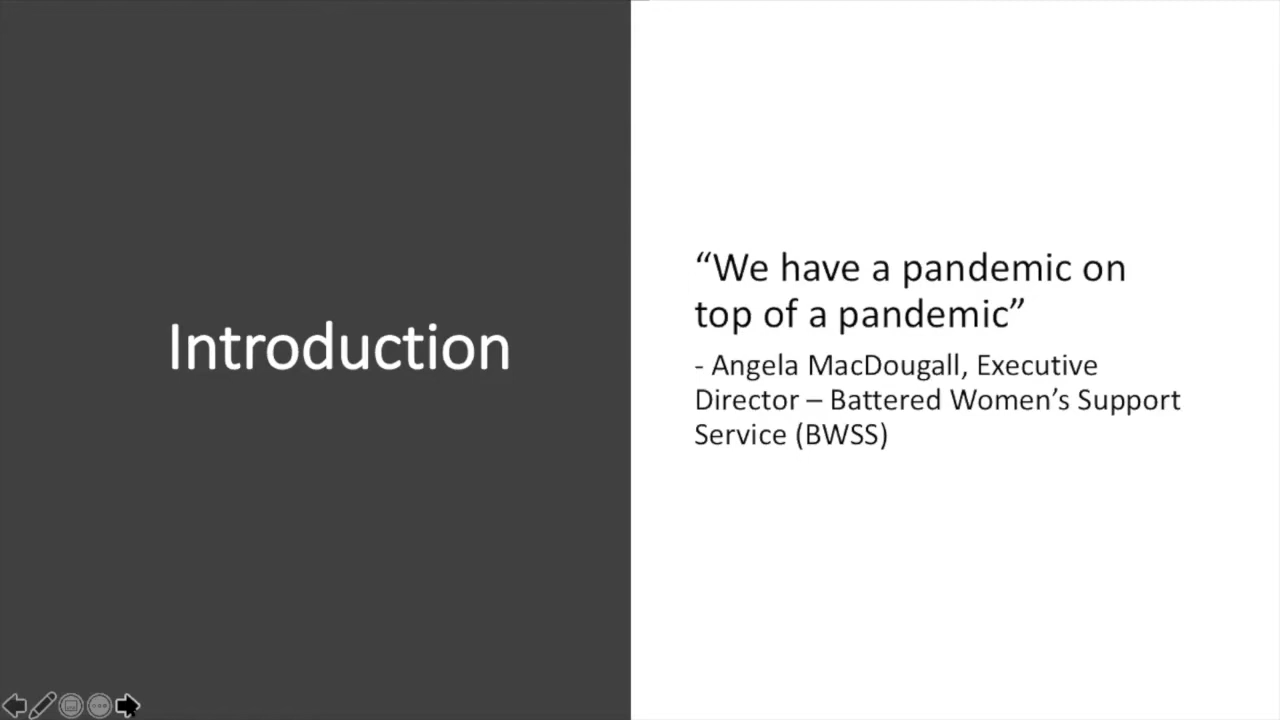 Introduction
“We have a pandemic on
top of a pandemic”
- Angela MacDougall, Executive
Director – Battered Women’s Support
Service (BWSS)